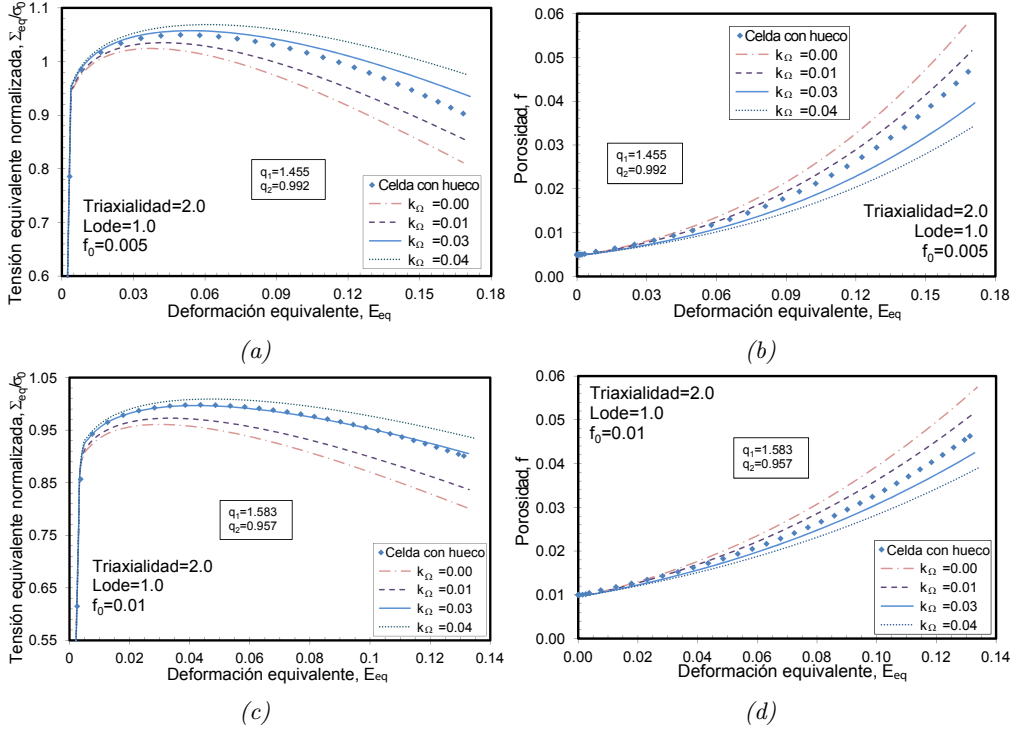 Tensión equivalente normalizada, Σeq/σ0
1.1
1
0.9
0.8
0.7
0.6
0
0.03
0.06
0.09
0.12
0.15
0.18
Deformación equivalente, Eeq
Triaxialidad=2.0
Lode=1.0
f0=0.005
q1=1.455
q2=0.992
Celda con hueco
kΩ =0.00
kΩ =0.01
kΩ =0.03
kΩ =0.04
(a)
Porosidad, f
0.06
0.05
0.04
0.03
0.02
0.01
0.00
0.00
0.03
0.06
0.09
0.12
0.15
0.18
Deformación equivalente, Eeq
Celda con hueco
kΩ =0.00
kΩ =0.01
kΩ =0.03
kΩ =0.04
q1=1.455
q2=0.992
Triaxialidad=2.0
Lode=1.0
f0=0.005
(b)
Tensión equivalente normalizada, Σeq/σ0
1.05
0.95
0.85
0.75
0.65
0.55
0
0.02
0.04
0.06
0.08
0.1
0.12
0.14
Deformación equivalente, Eeq
q1=1.583
q2=0.957
Triaxialidad=2.0
Lode=1.0
f0=0.01
Celda con hueco
kΩ =0.00
kΩ =0.01
kΩ =0.03
kΩ =0.04
(c)
Porosidad, f
0.06
0.05
0.04
0.03
0.02
0.01
0.00
0.00
0.02
0.04
0.06
0.08
0.10
0.12
0.14
Deformación equivalente, Eeq
Triaxialidad=2.0
Lode=1.0
f0=0.01
q1=1.583
q2=0.957
Celda con hueco
kΩ =0.00
kΩ =0.01
kΩ =0.03
kΩ =0.04
(d)